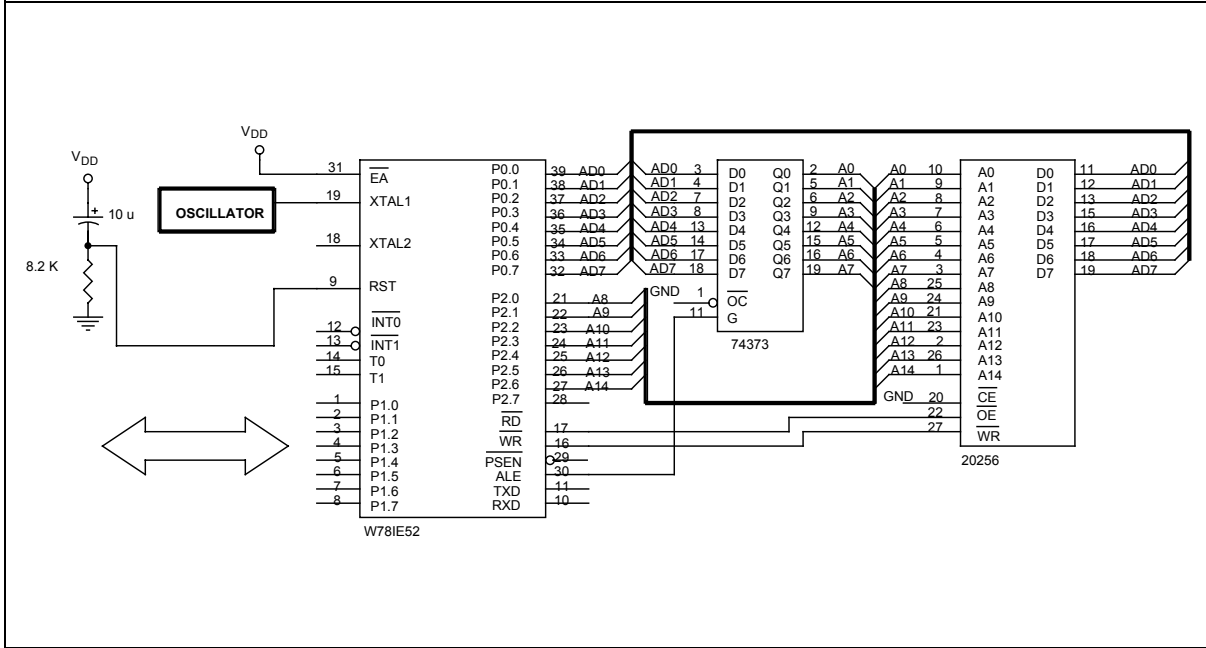 VDD
VDD
10 u
8.2 K
OSCILLATOR
31 EA
19 XTAL1
18 XTAL2
9 RST
12 INT0
13 INT1
14 T0
15 T1
1 P1.0
2 P1.1
3 P1.2
4 P1.3
5 P1.4
6 P1.5
7 P1.6
8 P1.7
P0.0 39 AD0
P0.1 38 AD1
P0.2 37 AD2
P0.3 36 AD3
P0.4 35 AD4
P0.5 34 AD5
P0.6 33 AD6
P0.7 32 AD7
P2.0 21 A8
P2.1 22 A9
P2.2 23 A10
P2.3 24 A11
P2.4 25 A12
P2.5 26 A13
P2.6 27 A14
P2.7 28
RD 17
WR 16
PSEN 29
ALE 30
TXD 11
RXD 10
W78IE52
AD0 3 D0 Q0 2 A0
AD1 4 D1 Q1 5 A1
AD2 7 D2 Q2 6 A2
AD3 8 D3 Q3 9 A3
AD4 13 D4 Q4 12 A4
AD5 14 D5 Q5 15 A5
AD6 17 D6 Q6 16 A6
AD7 18 D7 Q7 19 A7
GND 1 OC
11 G
74373
A0 10 A0 D0 11 AD0
A1 9 A1 D1 12 AD1
A2 8 A2 D2 13 AD2
A3 7 A3 D3 15 AD3
A4 6 A4 D4 16 AD4
A5 5 A5 D5 17 AD5
A6 4 A6 D6 18 AD6
A7 3 A7 D7 19 AD7
A8 25 A8
A9 24 A9
A10 21 A10
A11 23 A11
A12 2 A12
A13 26 A13
A14 1 A14
GND 20 CE
22 OE
27 WR
20256